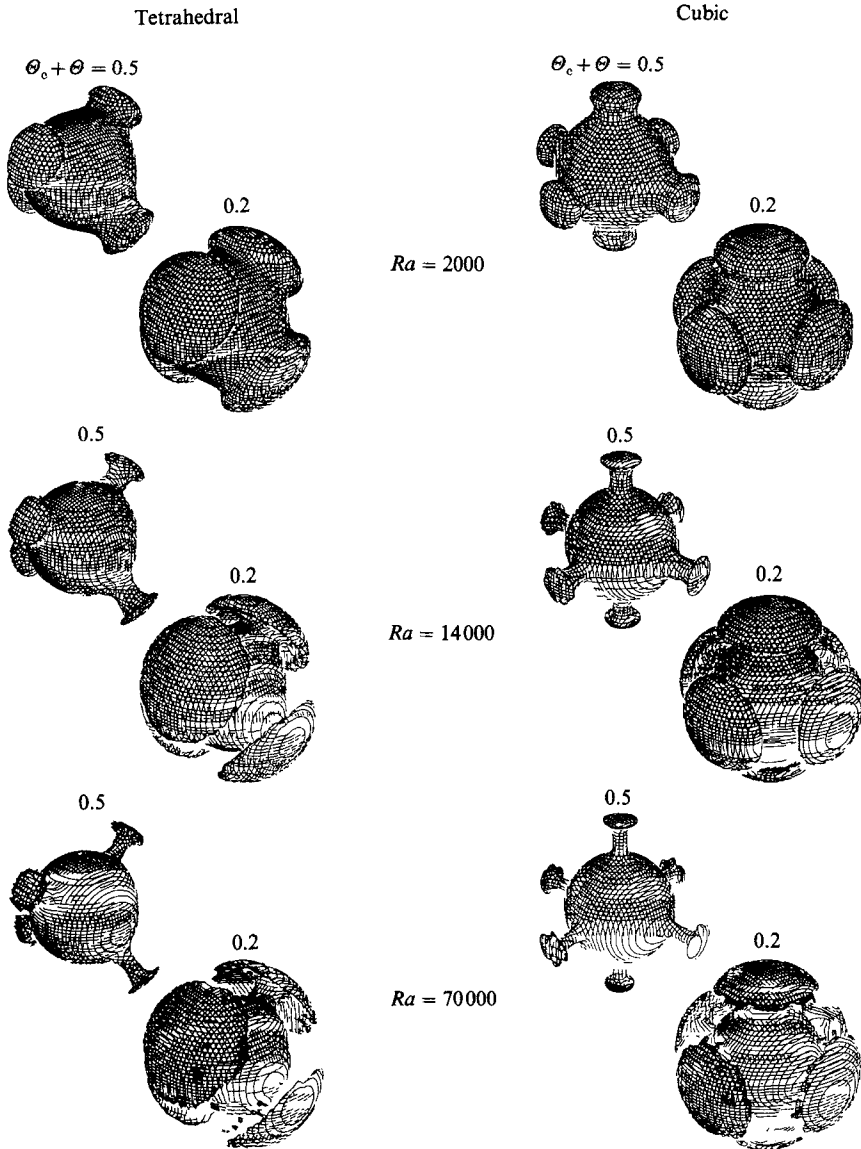 Tetrahedral
Cubic
Θc + Θ = 0.5
Θc + Θ = 0.5
0.2
0.2
Ra = 2000
0.5
0.5
0.2
0.2
Ra = 14000
0.5
0.5
0.2
0.2
Ra = 70000